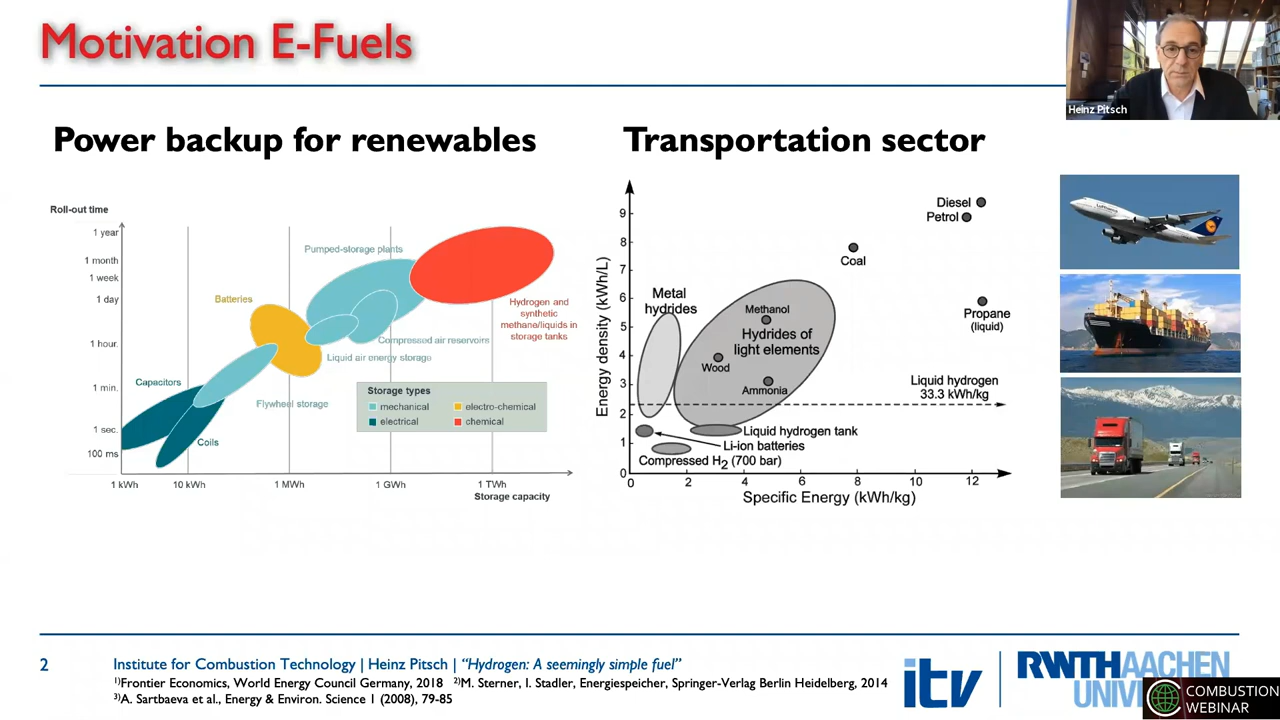 Motivation E-Fuels
Heinz Pitsch
Power backup for renewables
Roll-out time
1 year
1 month
1 week
1 day
1 hour.
1 min.
1 sec.
100 ms
Pumped-storage plants
Batteries
Hydrogen and
synthetic
methane/liquids in
storage tanks
Compressed air reservoirs
Liquid air energy storage
Capacitors
Flywheel storage
Coils
Storage types
mechanical
electro-chemical
electrical
chemical
1 kWh 10 kWh 1 MWh 1 GWh 1 TWh
Storage capacity
Transportation sector
Energy density (kWh/L)
9
8
7
6
5
4
3
2
1
0
Diesel
Petrol
Coal
Metal
hydrides
Methanol
Hydrides of
light elements
Wood
Ammonia
Propane
(liquid)
Liquid hydrogen
33.3 kWh/kg
Liquid hydrogen tank
Li-ion batteries
Compressed H2 (700 bar)
0 2 4 6 8 10 12
Specific Energy (kWh/kg)
Lufthansa
2
Institute for Combustion Technology | Heinz Pitsch | “Hydrogen: A seemingly simple fuel”
1)Frontier Economics, World Energy Council Germany, 2018 2)M. Sterner, I. Stadler, Energiespeicher, Springer-Verlag Berlin Heidelberg, 2014
3)A. Sartbaeva et al., Energy & Environ. Science 1 (2008), 79-85
itv
RWTHAACHEN
UNIV
COMBUSTION
WEBINAR